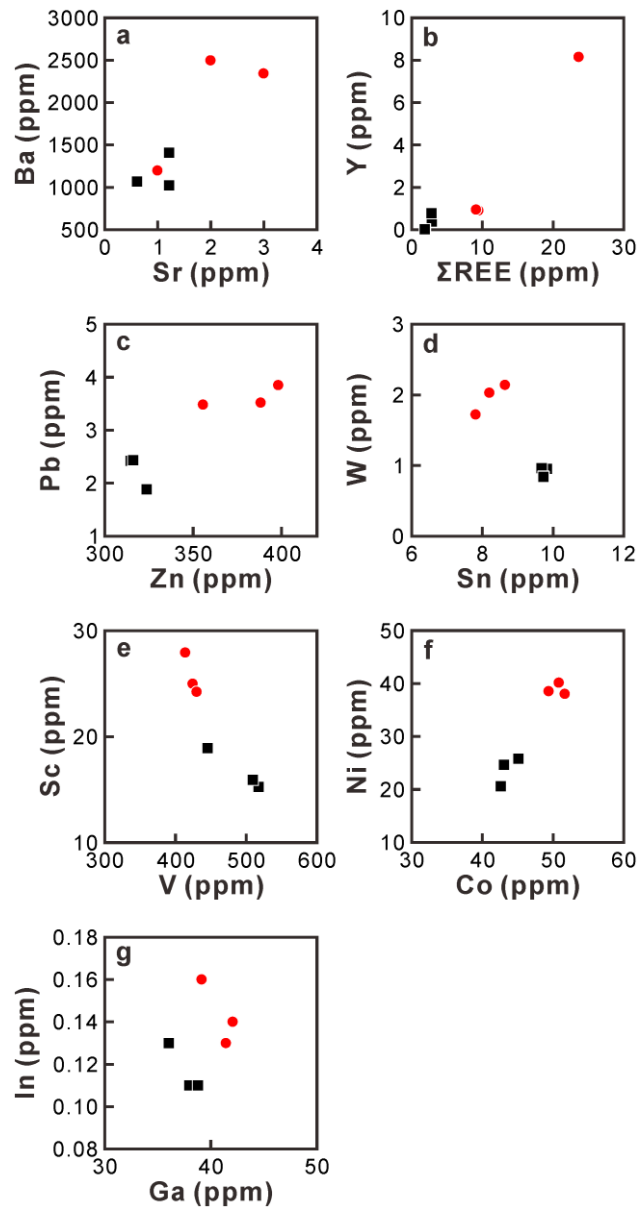 a
3000
2500
2000
1500
1000
500
Ba (ppm)
0 1 2 3 4
Sr (ppm)
b
10
8
6
4
2
0
Y (ppm)
0 10 20 30
ΣREE (ppm)
c
5
4
3
2
1
Pb (ppm)
300 350 400
Zn (ppm)
d
3
2
1
0
W (ppm)
6 8 10 12
Sn (ppm)
e
30
20
10
Sc (ppm)
300 400 500 600
V (ppm)
f
50
40
30
20
10
Ni (ppm)
30 40 50 60
Co (ppm)
g
0.18
0.16
0.14
0.12
0.10
0.08
In (ppm)
30 40 50
Ga (ppm)